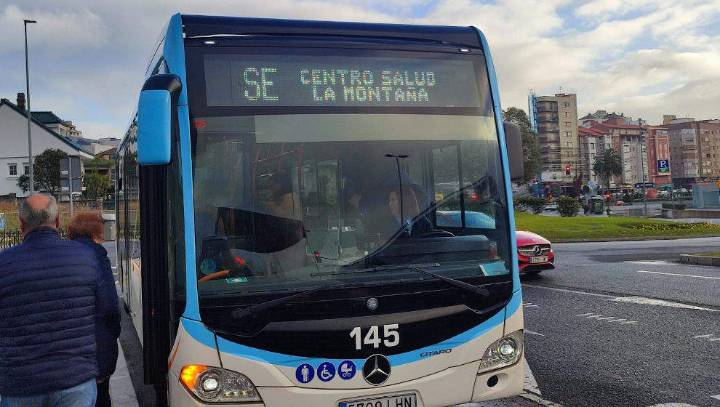 SE CENTRO SALUD
LA MONTAÑA
145
CITARO
P